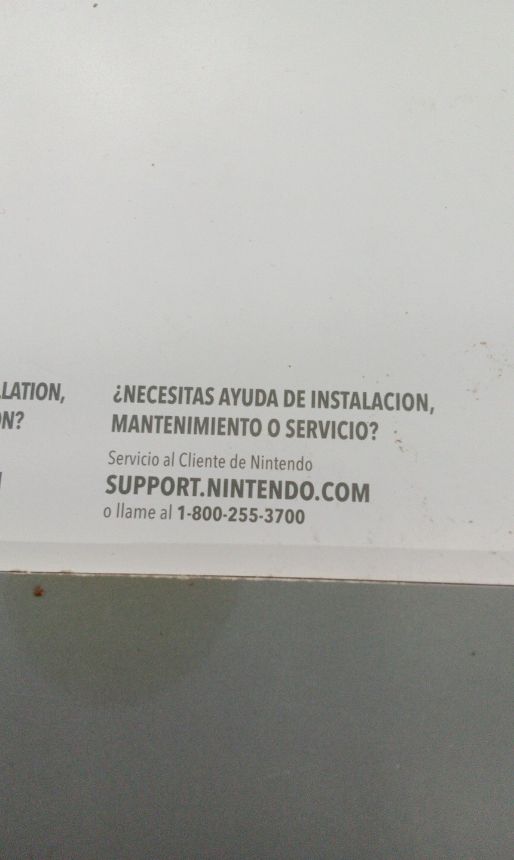 LATION,
ON?
¿NECESITAS AYUDA DE INSTALACION,
MANTENIMIENTO O SERVICIO?
Servicio al Cliente de Nintendo
SUPPORT.NINTENDO.COM
o llame al 1-800-255-3700